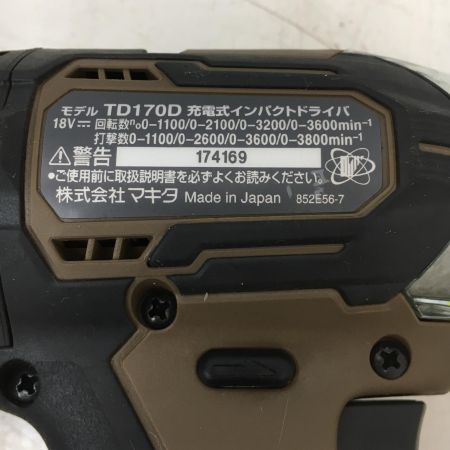 モデル TD170D 充電式インパクトドライバ
18V⎓ 回転数n₀0-1100/0-2100/0-3200/0-3600min⁻¹
打撃数0-1100/0-2600/0-3600/0-3800min⁻¹
⚠警告 174169
●ご使用前に取扱説明書を必ずよくお読みください。
株式会社マキタ Made in Japan 852E56-7